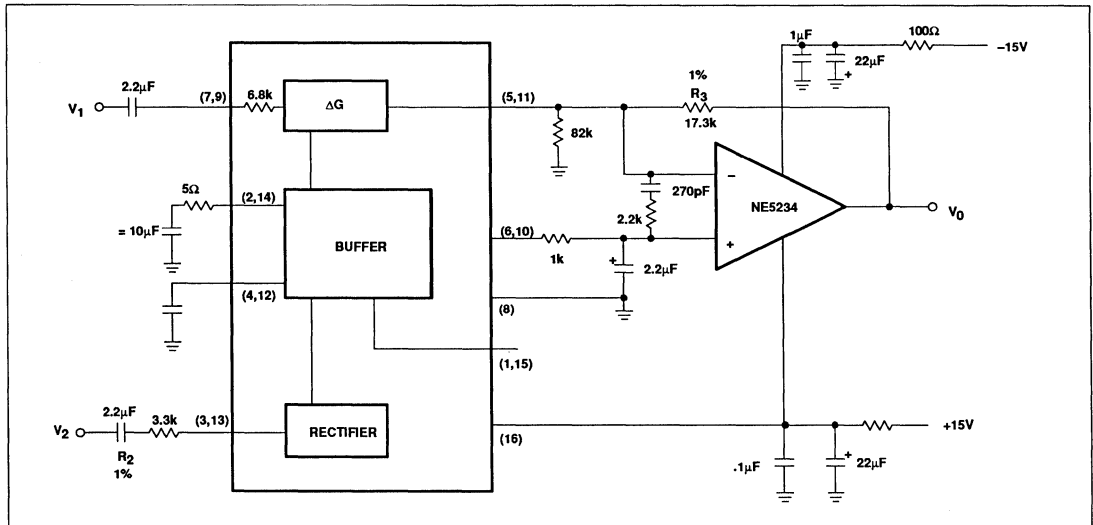 1μF
22μF
+
100Ω
−15V
2.2μF
V1
(7,9)
6.8k
ΔG
(5,11)
1%
R3
17.3k
82k
5Ω
(2,14)
= 10μF
BUFFER
270pF
2.2k
−
NE5234
+
V0
(6,10)
1k
+
2.2μF
(4,12)
(8)
(1,15)
2.2μF
3.3k
(3,13)
V2
R2
1%
RECTIFIER
(16)
+15V
.1μF
+
22μF